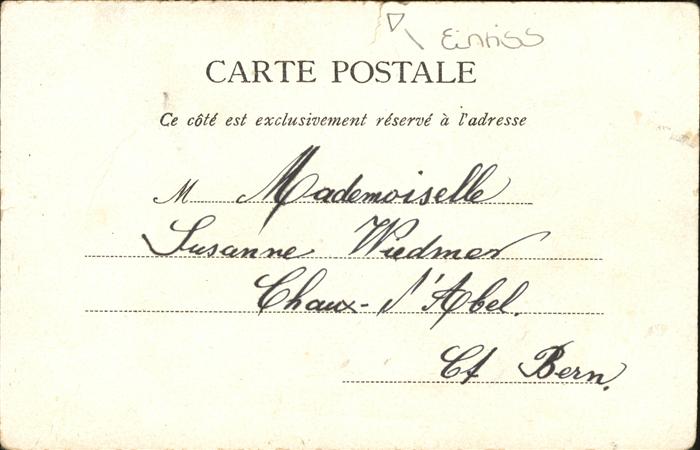 Einriss
CARTE POSTALE
Ce côté est exclusivement réservé à l'adresse
M Mademoiselle
Susanne Wiedmer
Chaux-d'Abel.
Ct Bern.